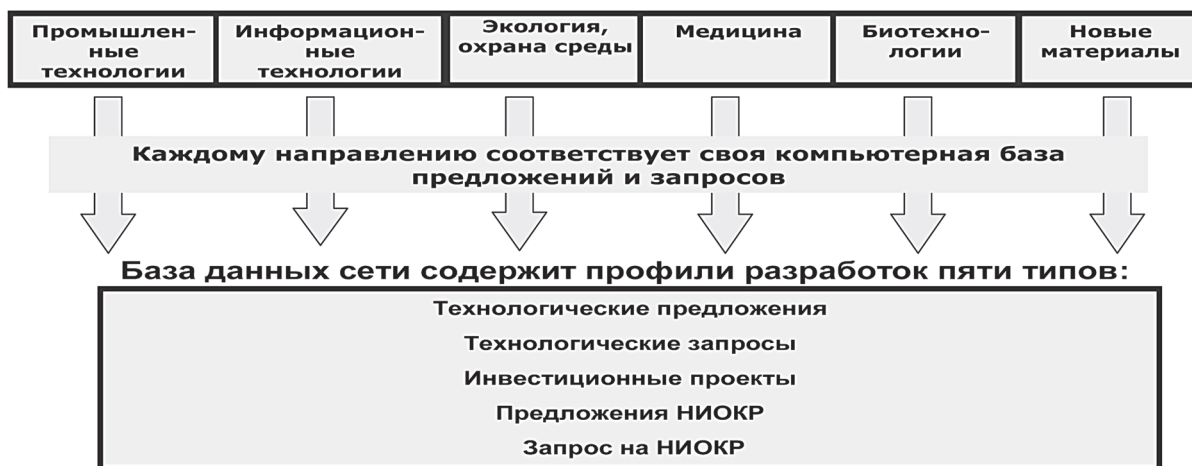 Промышлен-
ные
технологии
Информацион-
ные
технологии
Экология,
охрана среды
Медицина
Биотехно-
логии
Новые
материалы
Каждому направлению соответствует своя компьютерная база
предложений и запросов
База данных сети содержит профили разработок пяти типов:
Технологические предложения
Технологические запросы
Инвестиционные проекты
Предложения НИОКР
Запрос на НИОКР